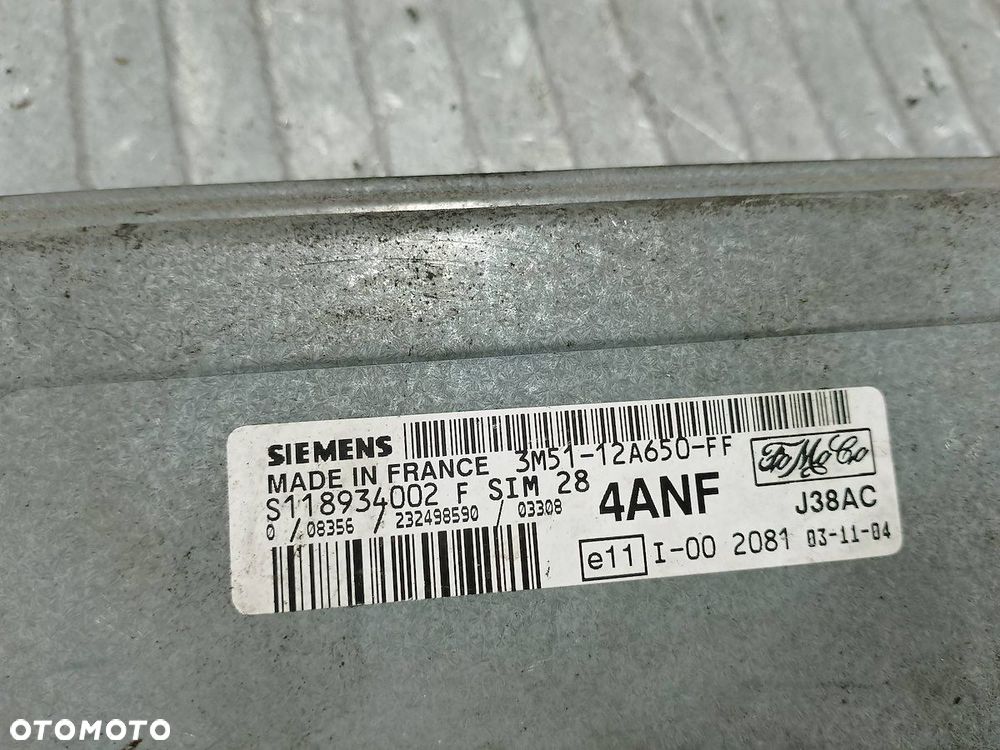 SIEMENS
MADE IN FRANCE 3M51-12A650-FF
S118934002 F SIM 28
0 / 08356 / 232498590 / 03308
4ANF
FoMoCo
J38AC
e11 I-00 2081 03-11-04
OTOMOTO